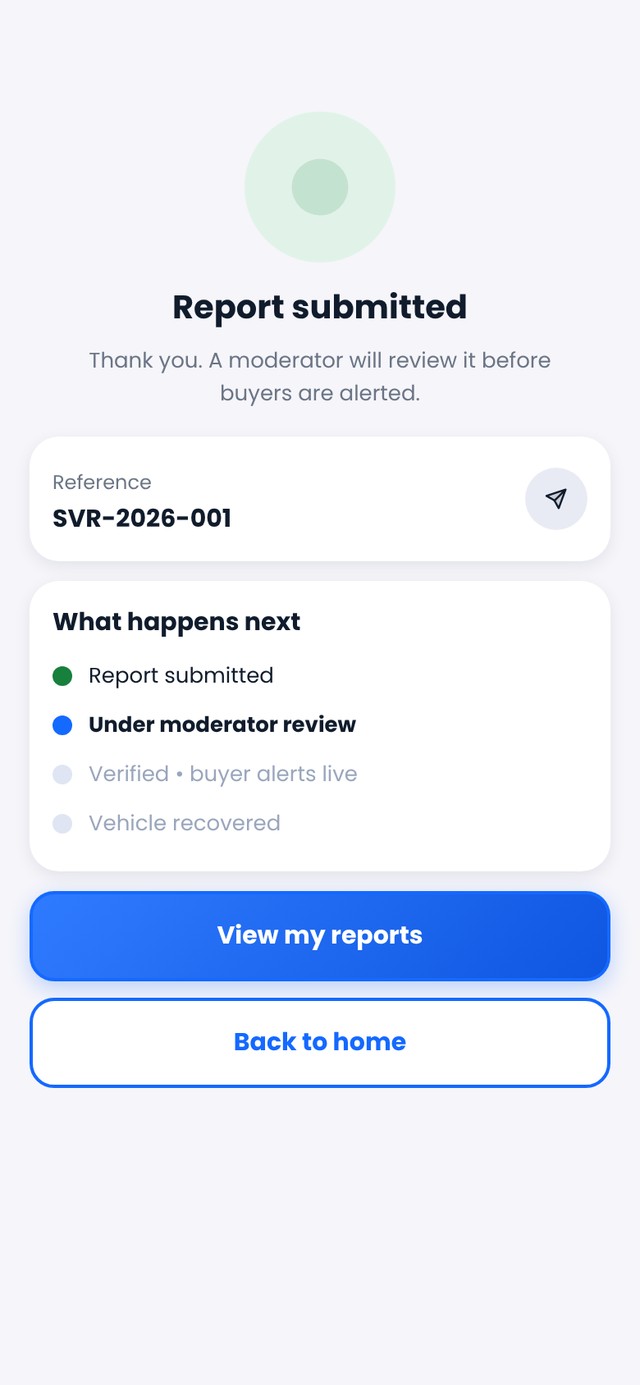 Report submitted
Thank you. A moderator will review it before
buyers are alerted.
Reference
SVR-2026-001
What happens next
Report submitted
Under moderator review
Verified • buyer alerts live
Vehicle recovered
View my reports
Back to home